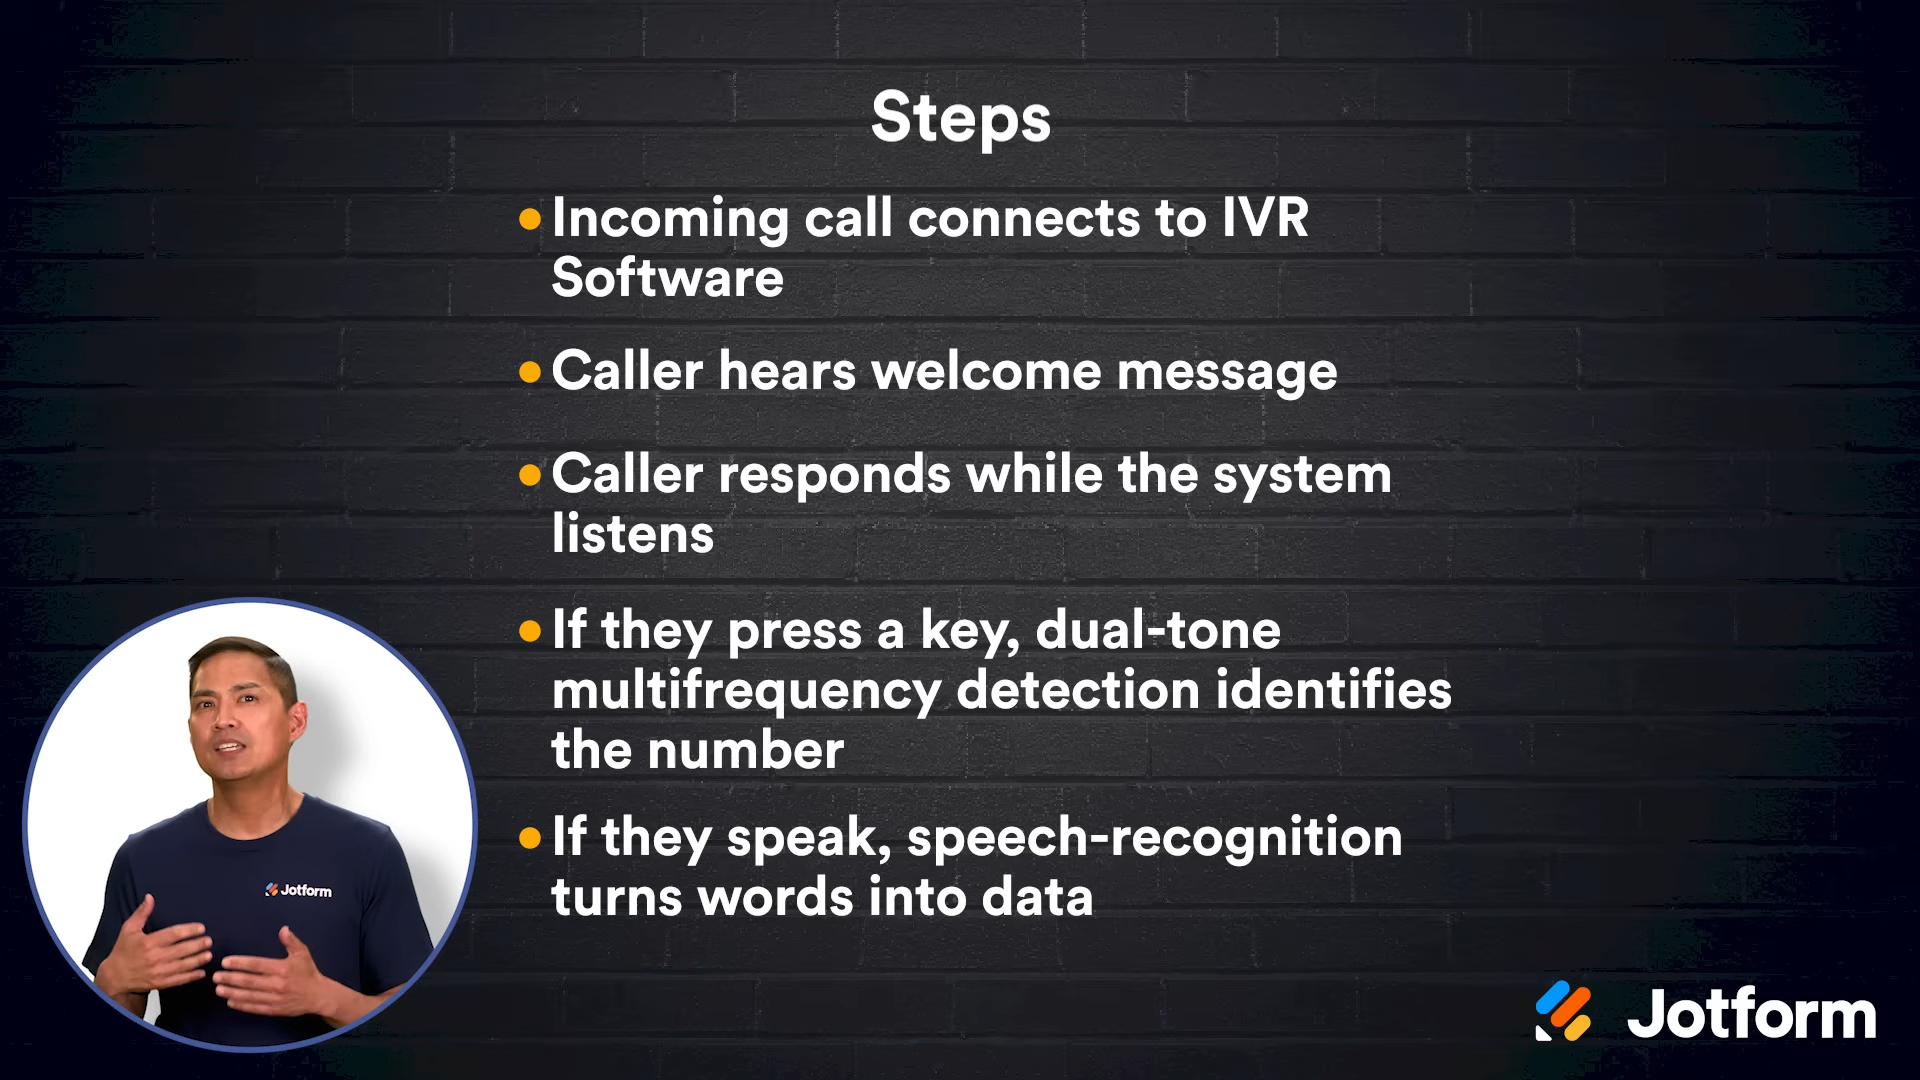 Steps
Incoming call connects to IVR
Software
Caller hears welcome message
Caller responds while the system
listens
If they press a key, dual-tone
multifrequency detection identifies
the number
If they speak, speech-recognition
turns words into data
Jotform
Jotform